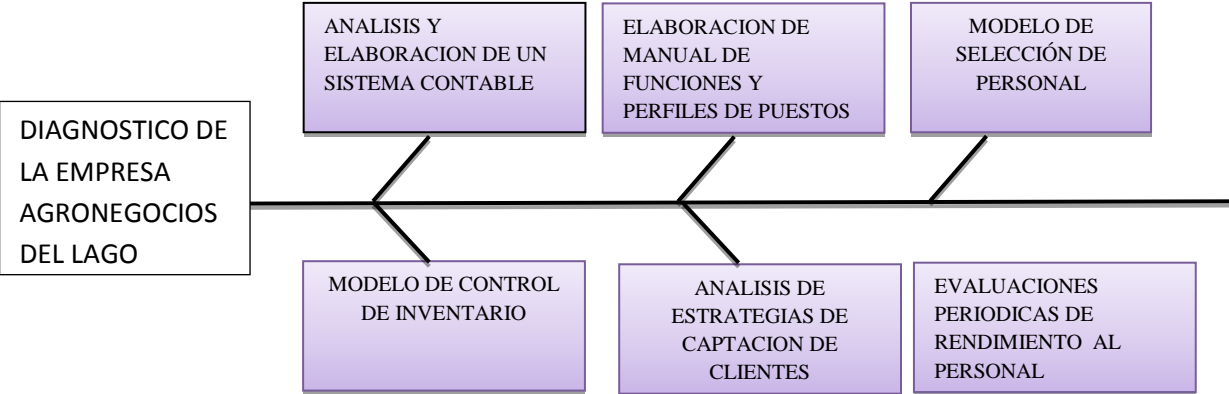 ANALISIS Y
ELABORACION DE UN
SISTEMA CONTABLE
ELABORACION DE
MANUAL DE
FUNCIONES Y
PERFILES DE PUESTOS
MODELO DE
SELECCIÓN DE
PERSONAL
DIAGNOSTICO DE
LA EMPRESA
AGRONEGOCIOS
DEL LAGO
MODELO DE CONTROL
DE INVENTARIO
ANALISIS DE
ESTRATEGIAS DE
CAPTACION DE
CLIENTES
EVALUACIONES
PERIODICAS DE
RENDIMIENTO AL
PERSONAL